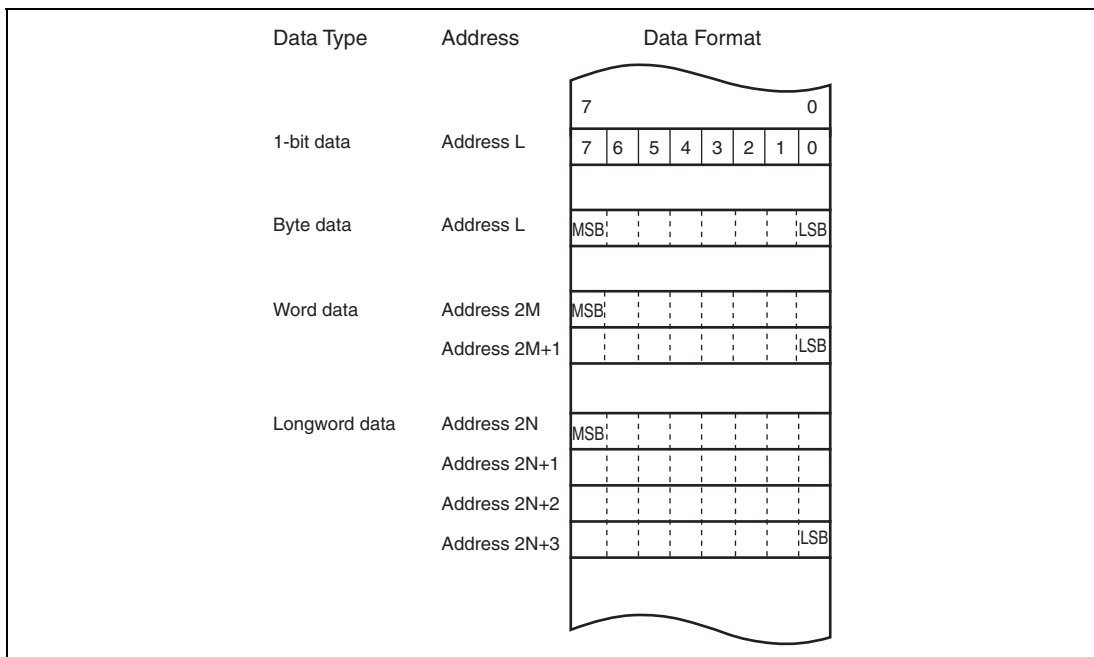 Data Type Address Data Format
7 0
1-bit data Address L 7 6 5 4 3 2 1 0
Byte data Address L MSB LSB
Word data Address 2M MSB
Address 2M+1 LSB
Longword data Address 2N MSB
Address 2N+1
Address 2N+2
Address 2N+3 LSB